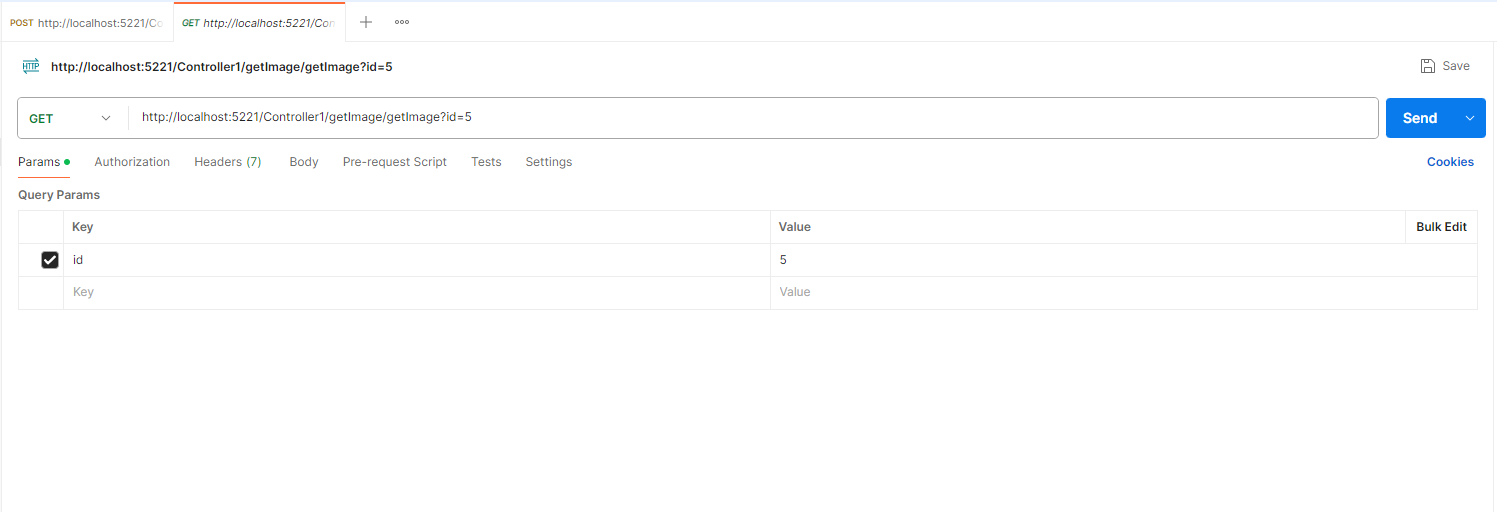 POST http://localhost:5221/Co GET http://localhost:5221/Con
HTTP http://localhost:5221/Controller1/getImage/getImage?id=5 Save
GET http://localhost:5221/Controller1/getImage/getImage?id=5 Send
Params Authorization Headers (7) Body Pre-request Script Tests Settings Cookies
Query Params
Key Value Bulk Edit
id 5
Key Value